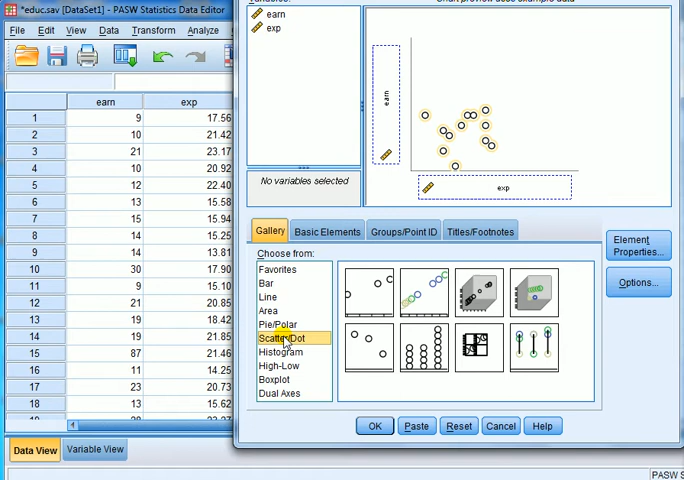 *educ.sav [DataSet1] - PASW Statistics Data Editor
File Edit View Data Transform Analyze
earn exp
1 9 17.56
2 10 21.42
3 21 23.17
4 10 20.92
5 12 22.40
6 13 15.58
7 15 15.94
8 14 15.25
9 14 13.81
10 30 17.90
11 9 15.10
12 21 20.85
13 19 18.42
14 19 21.85
15 87 21.46
16 11 14.25
17 23 20.73
18 13 15.62
Data View Variable View
earn
exp
No variables selected
earn
exp
Gallery Basic Elements Groups/Point ID Titles/Footnotes
Choose from:
Favorites
Bar
Line
Area
Pie/Polar
Scatter/Dot
Histogram
High-Low
Boxplot
Dual Axes
Element
Properties...
Options...
OK Paste Reset Cancel Help
PASW S